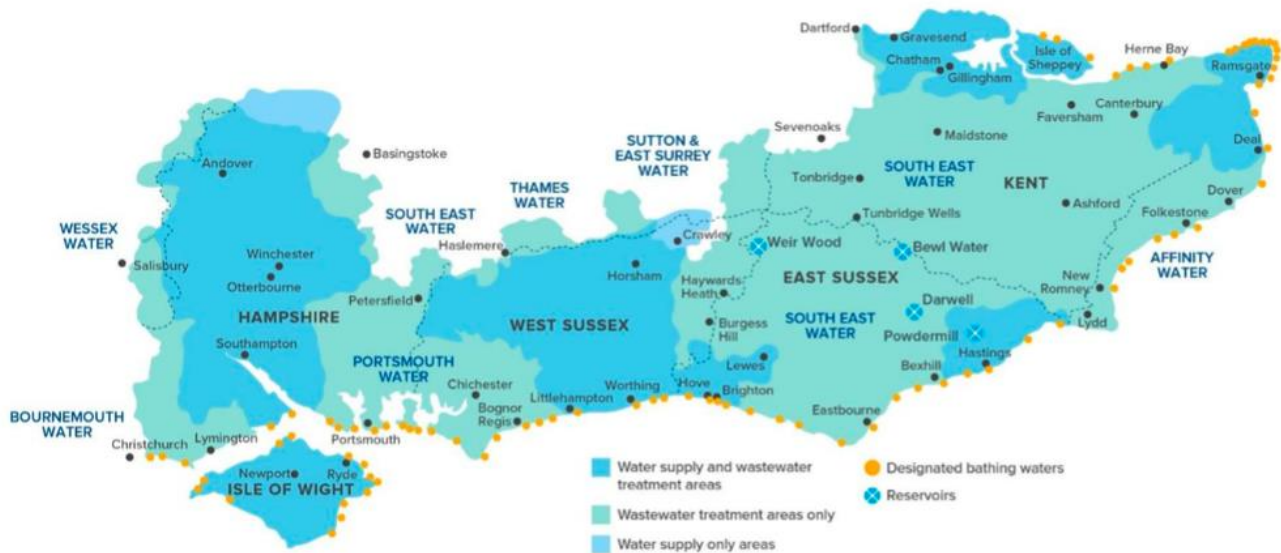 Dartford
Gravesend
Chatham
Gillingham
Isle of
Sheppey
Herne Bay
Ramsgate
Canterbury
Faversham
Maidstone
Sevenoaks
Deal
Andover
Basingstoke
SUTTON &
EAST SURREY
WATER
THAMES
WATER
SOUTH EAST
WATER
KENT
Tonbridge
Ashford
Dover
Folkestone
Tunbridge Wells
WESSEX
WATER
Salisbury
SOUTH EAST
WATER
Haslemere
Crawley
Weir Wood
Bewl Water
AFFINITY
WATER
Winchester
Otterbourne
Petersfield
Horsham
Haywards
Heath
EAST SUSSEX
New
Romney
Lydd
HAMPSHIRE
WEST SUSSEX
Burgess
Hill
SOUTH EAST
WATER
Darwell
Powdermill
Southampton
PORTSMOUTH
WATER
Lewes
Hastings
Bexhill
Chichester
Bognor
Regis
Littlehampton
Worthing
Hove
Brighton
Eastbourne
BOURNEMOUTH
WATER
Christchurch
Lymington
Portsmouth
Newport
Ryde
ISLE OF WIGHT
Water supply and wastewater
treatment areas
Wastewater treatment areas only
Water supply only areas
Designated bathing waters
Reservoirs